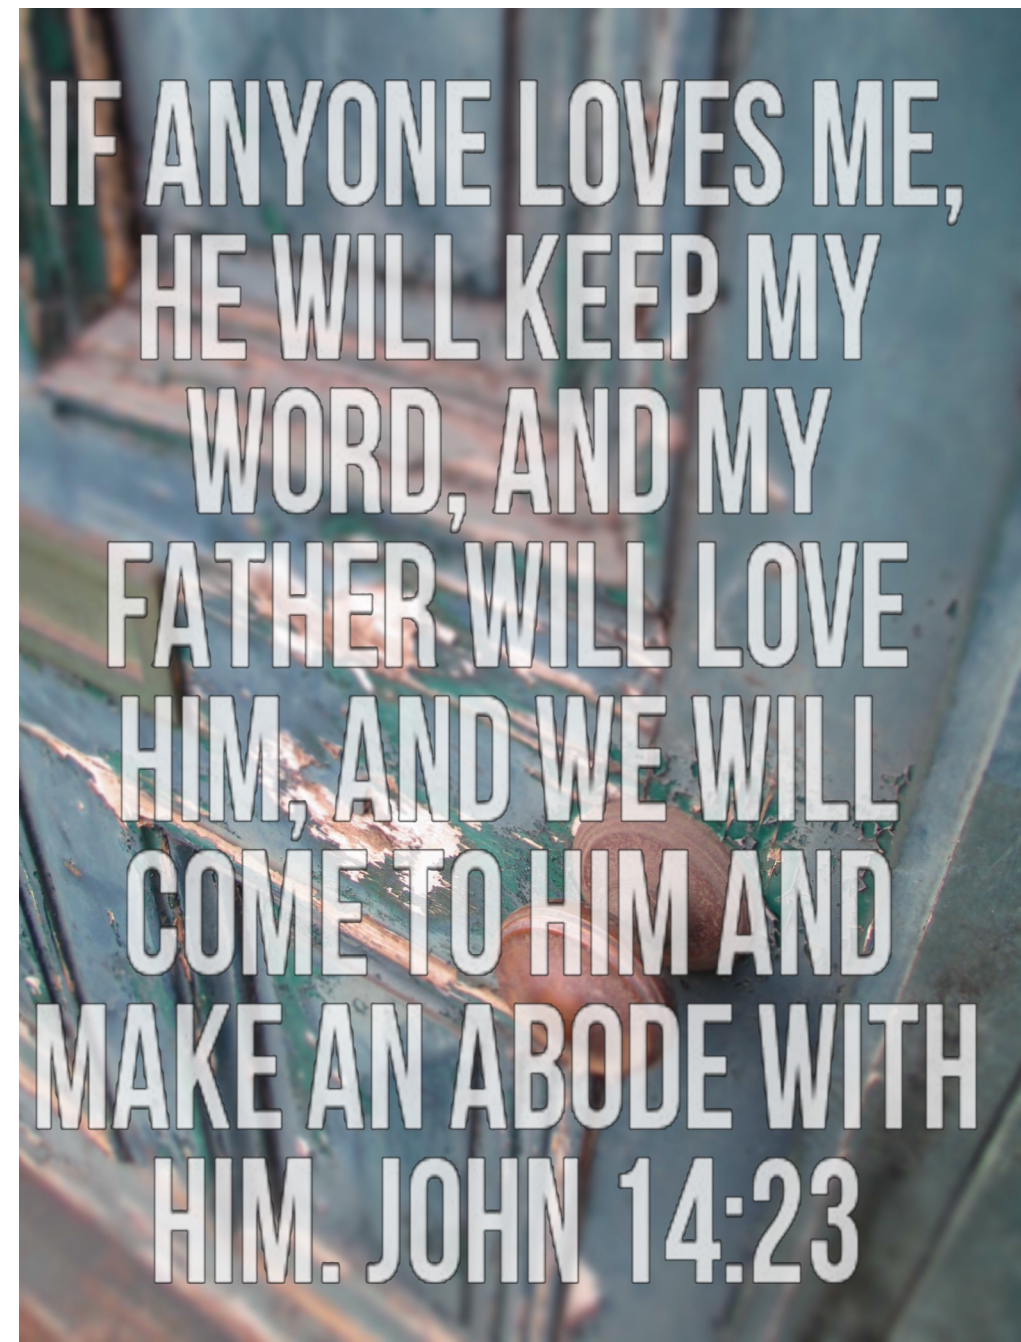 IF ANYONE LOVES ME,
HE WILL KEEP MY
WORD, AND MY
FATHER WILL LOVE
HIM, AND WE WILL
COME TO HIM AND
MAKE AN ABODE WITH
HIM. JOHN 14:23